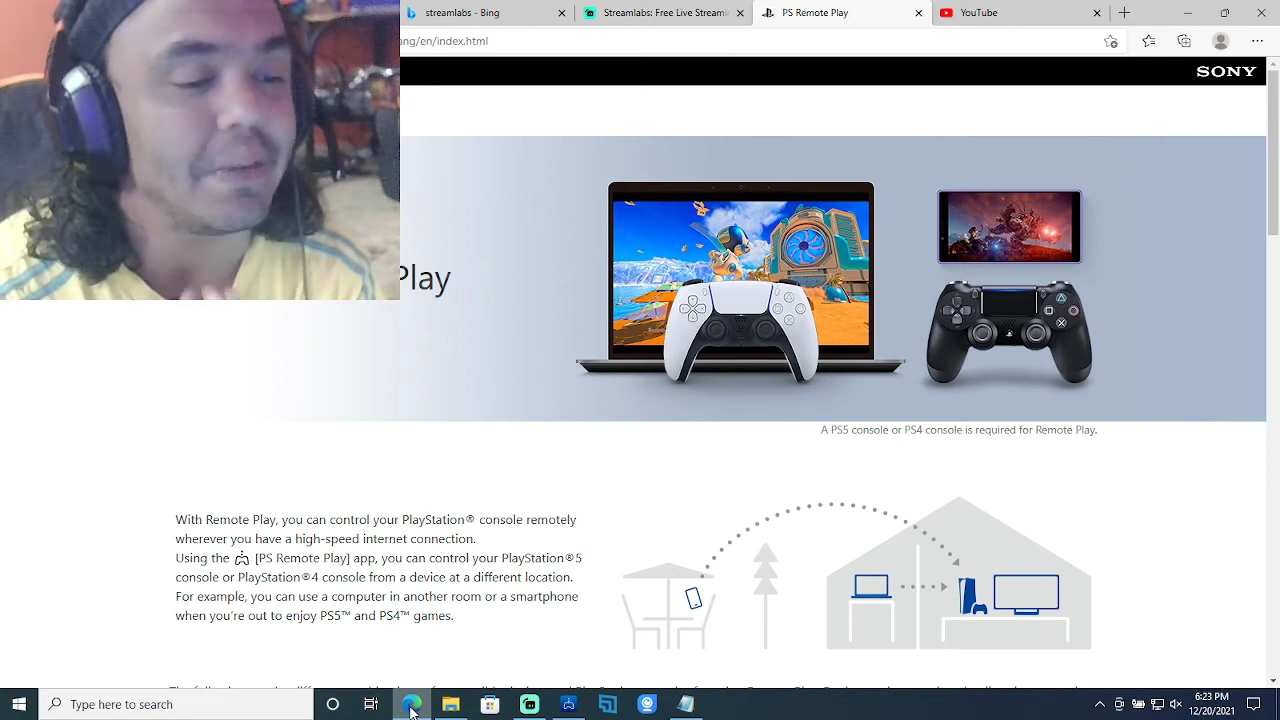 streamlabs - Bing
Streamlabs: Free Live Streame
PS Remote Play
YouTube
ang/en/index.html
SONY
Play
A PS5 console or PS4 console is required for Remote Play.
With Remote Play, you can control your PlayStation® console remotely
wherever you have a high-speed internet connection.
Using the [PS Remote Play] app, you can control your PlayStation®5
console or PlayStation®4 console from a device at a different location.
For example, you can use a computer in another room or a smartphone
when you're out to enjoy PS5™ and PS4™ games.
Type here to search
6:23 PM
12/20/2021